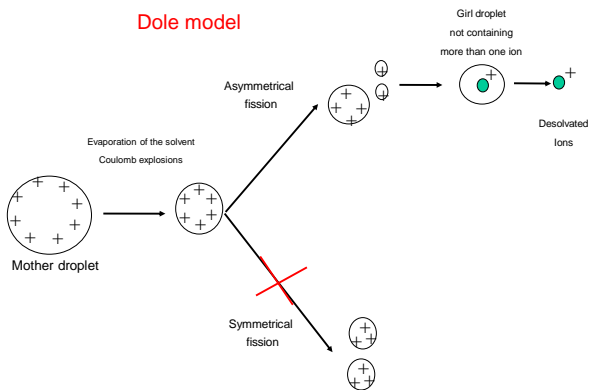 Dole model
Girl droplet
not containing
more than one ion
+
+
+
Asymmetrical
fission
+
+ +
+
+
Desolvated
Ions
Evaporation of the solvent
Coulomb explosions
+ + +
+ +
+ +
+
+ + +
+ + +
Mother droplet
Symmetrical
fission
+
+ +
+
+ +